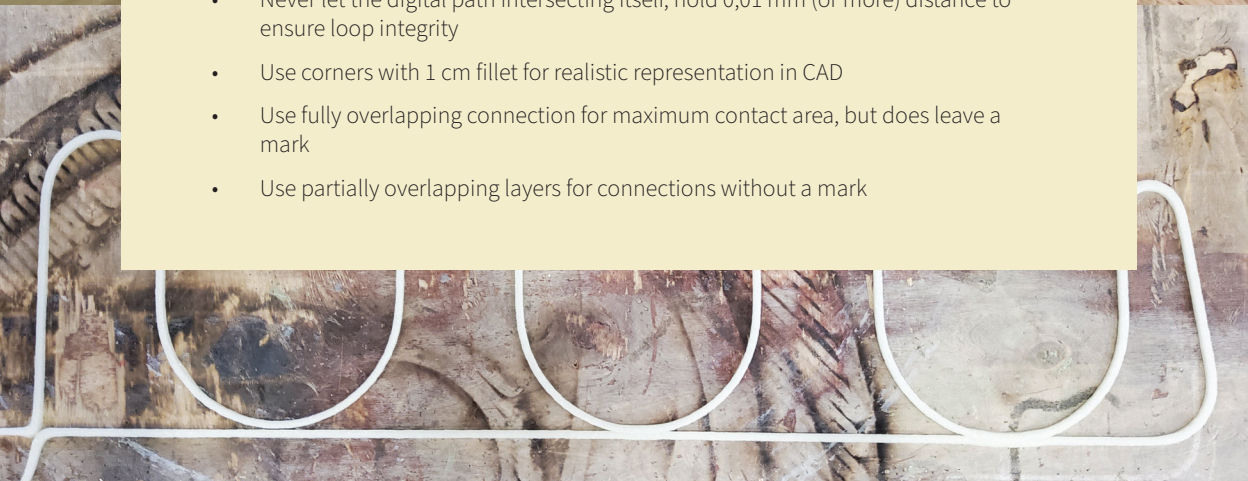 Never let the digital path intersecting itself, hold 0,01 mm (or more) distance to
ensure loop integrity
• Use corners with 1 cm fillet for realistic representation in CAD
• Use fully overlapping connection for maximum contact area, but does leave a
mark
• Use partially overlapping layers for connections without a mark